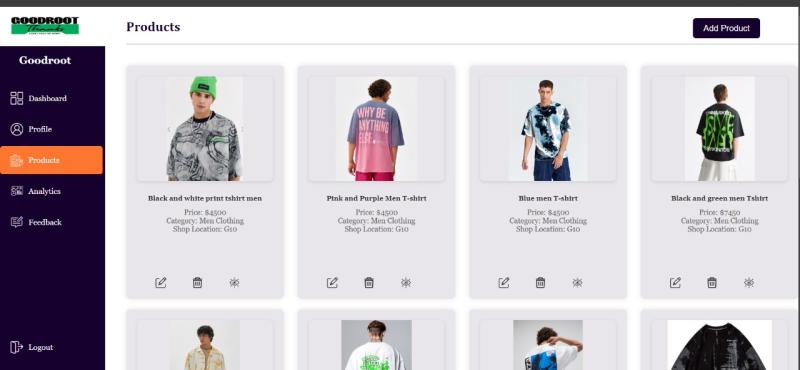 GOODROOT
Threads
Goodroot
Dashboard
Profile
Products
Analytics
Feedback
Logout
Products
Add Product
WHY BE
ANYTHING
ELSE
Black and white print tshirt men
Price: $4500
Category: Men Clothing
Shop Location: G10
Pink and Purple Men T-shirt
Price: $4500
Category: Men Clothing
Shop Location: G10
Blue men T-shirt
Price: $4500
Category: Men Clothing
Shop Location: G10
Black and green men Tshirt
Price: $7450
Category: Men Clothing
Shop Location: G10